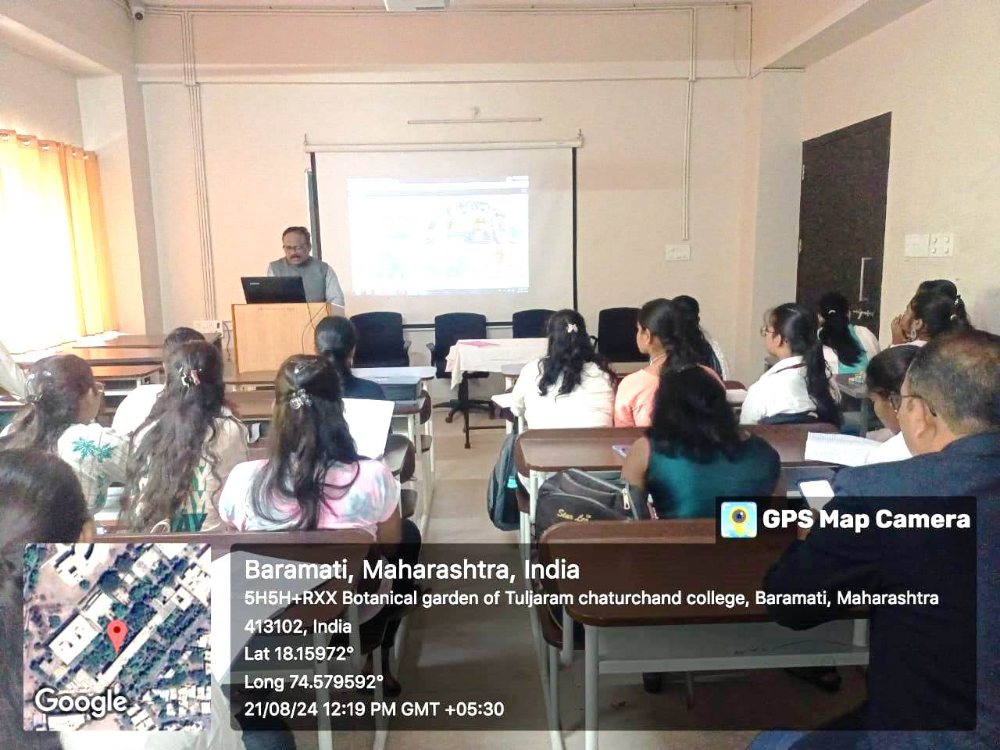 GPS Map Camera
Baramati, Maharashtra, India
5H5H+RXX Botanical garden of Tuljaram chaturchand college, Baramati, Maharashtra
413102, India
Lat 18.15972°
Long 74.579592°
21/08/24 12:19 PM GMT +05:30
Google